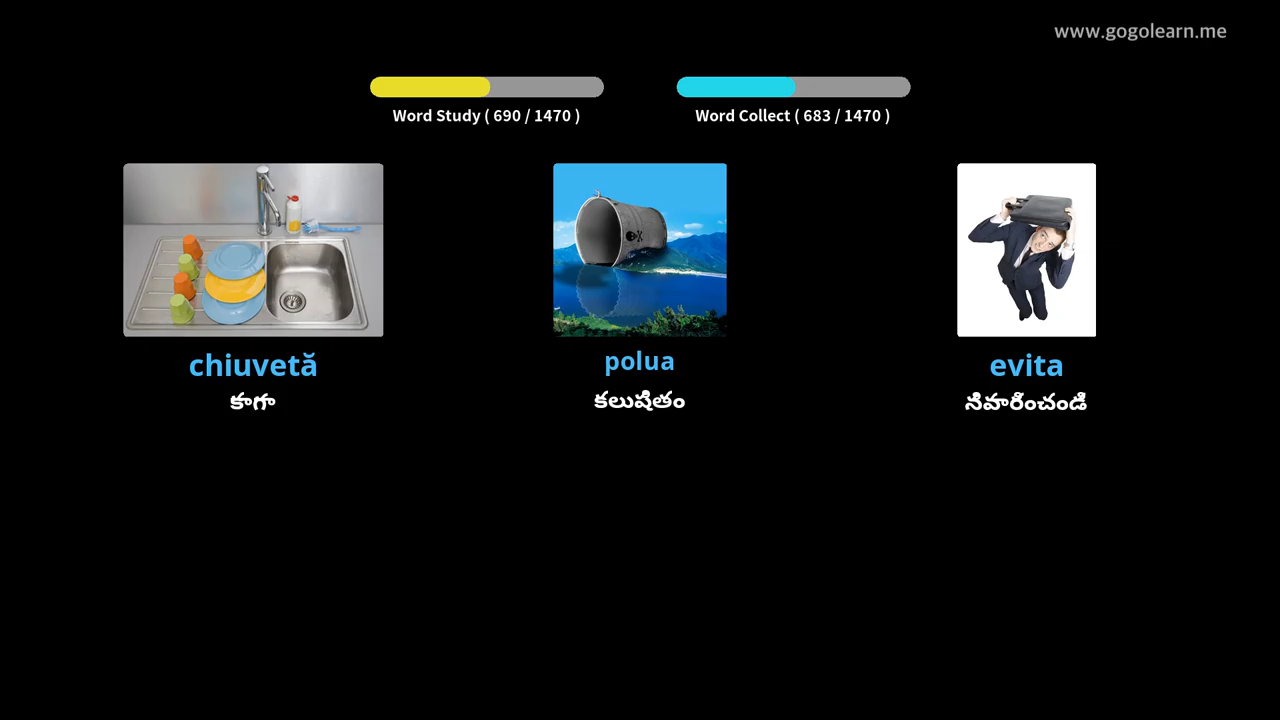 www.gogolearn.me
Word Study ( 690 / 1470 )
Word Collect ( 683 / 1470 )
chiuvetă
కాగా
polua
కలుషితం
evita
నివారించండి